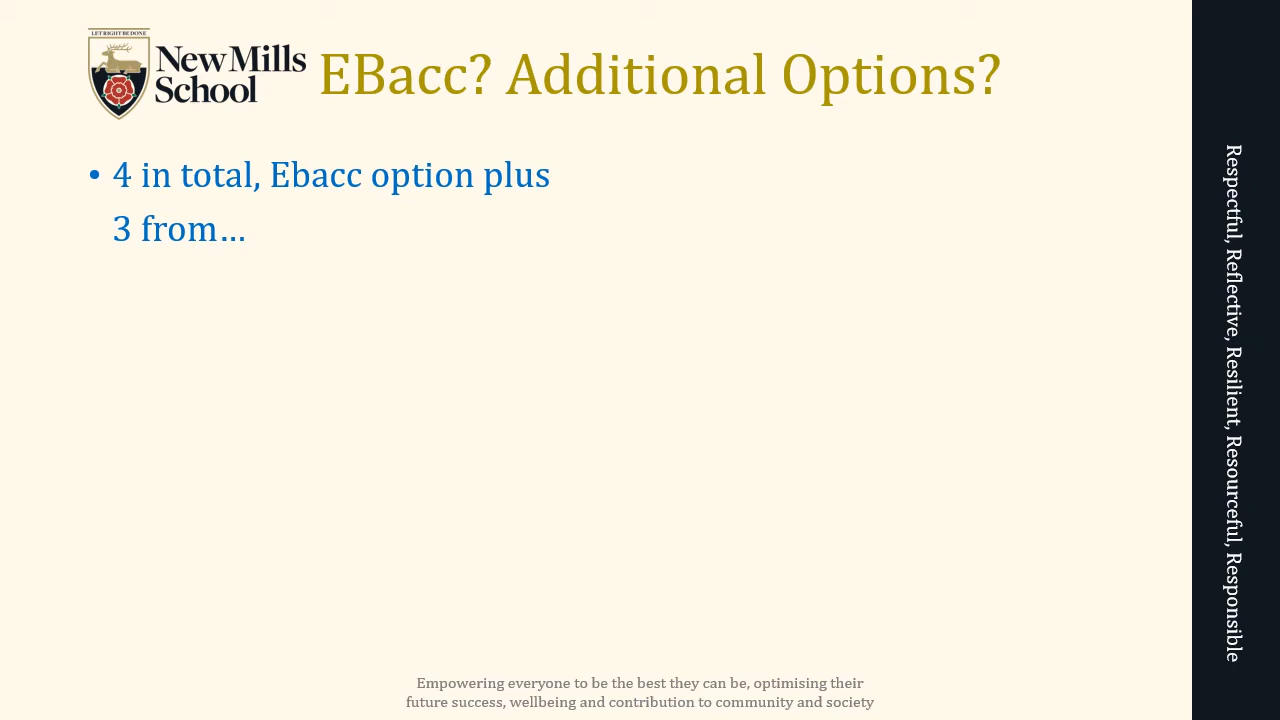 LET RIGHT BE DONE
New Mills
School
EBacc? Additional Options?
• 4 in total, Ebacc option plus
3 from...
Respectful, Reflective, Resilient, Resourceful, Responsible
Empowering everyone to be the best they can be, optimising their
future success, wellbeing and contribution to community and society